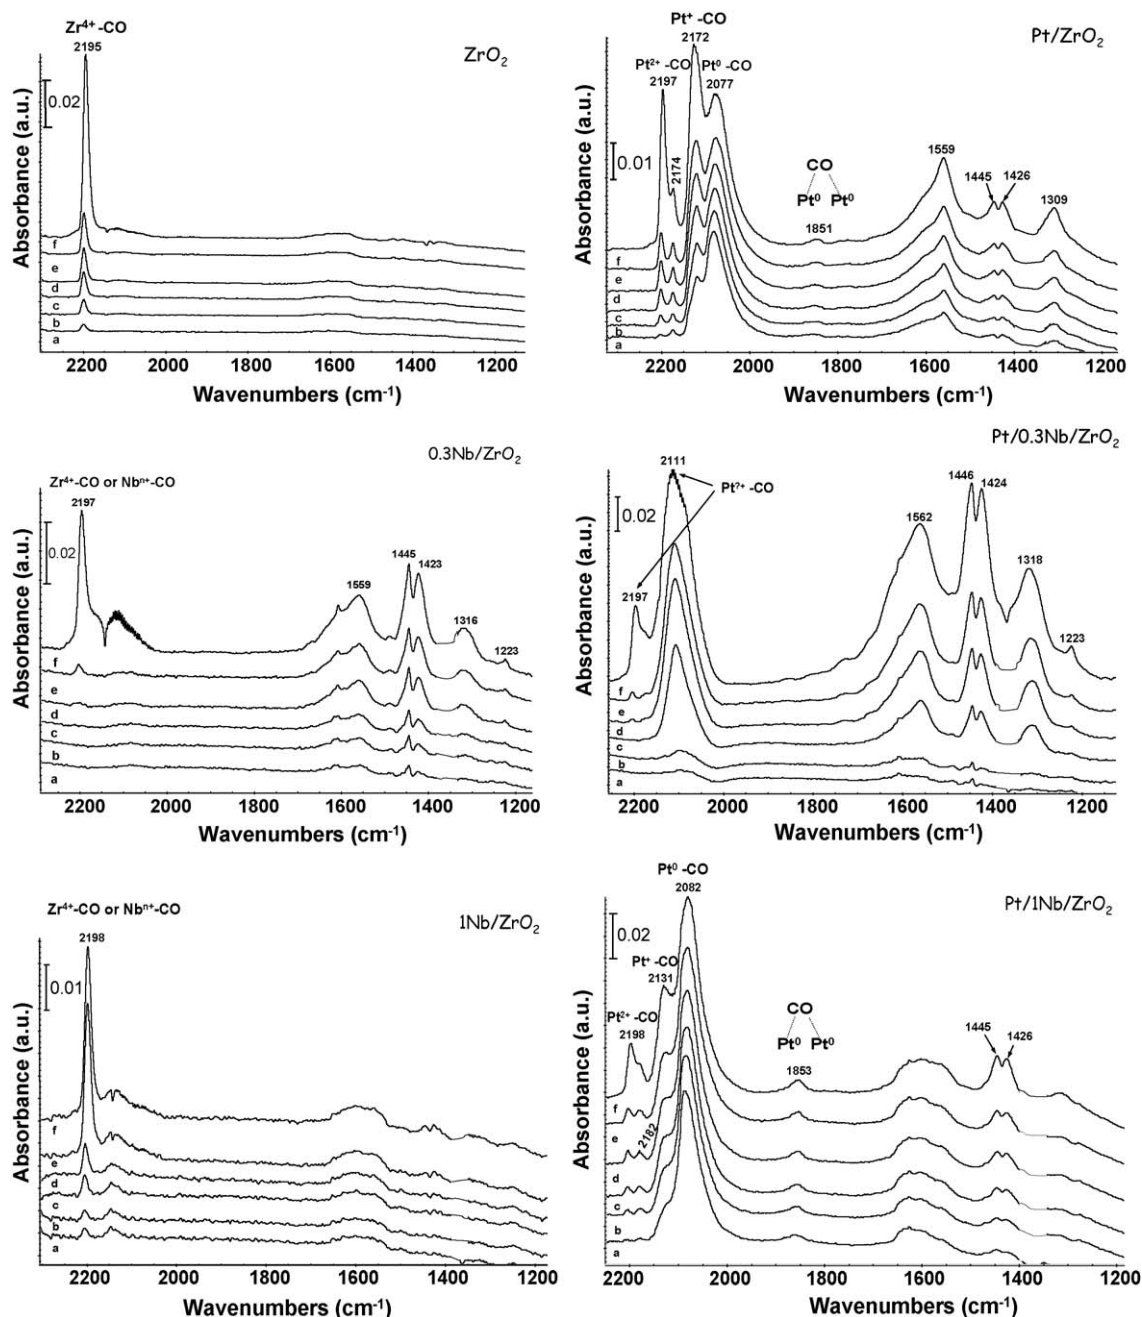 Zr⁴⁺ -CO
2195
ZrO₂
0.02
f
e
d
c
b
a
2200 2000 1800 1600 1400 1200
Wavenumbers (cm⁻¹)
Absorbance (a.u.)
Pt⁺ -CO
2172
Pt/ZrO₂
Pt²⁺ -CO Pt⁰ -CO
2197 2077
0.01
2174
CO
Pt⁰ Pt⁰
1851
1559
1445 1426
1309
f
e
d
c
b
a
2200 2000 1800 1600 1400 1200
Wavenumbers (cm⁻¹)
Absorbance (a.u.)
0.3Nb/ZrO₂
Zr⁴⁺-CO or Nbⁿ⁺-CO
2197
0.02
1559
1445
1423
1316
1223
f
e
d
c
b
a
2200 2000 1800 1600 1400 1200
Wavenumbers (cm⁻¹)
Absorbance (a.u.)
Pt/0.3Nb/ZrO₂
2111
Pt?⁺ -CO
0.02
2197
1562
1446 1424
1318
1223
f
e
d
c
b
a
2200 2000 1800 1600 1400 1200
Wavenumbers (cm⁻¹)
Absorbance (a.u.)
Zr⁴⁺-CO or Nbⁿ⁺-CO
1Nb/ZrO₂
2198
0.01
f
e
d
c
b
a
2200 2000 1800 1600 1400 1200
Wavenumbers (cm⁻¹)
Absorbance (a.u.)
Pt⁰ -CO
2082
Pt/1Nb/ZrO₂
0.02
Pt⁺ -CO
2131
Pt²⁺ -CO
2198
2182
CO
Pt⁰ Pt⁰
1853
1445 1426
f
e
d
c
b
a
2200 2000 1800 1600 1400 1200
Wavenumbers (cm⁻¹)
Absorbance (a.u.)